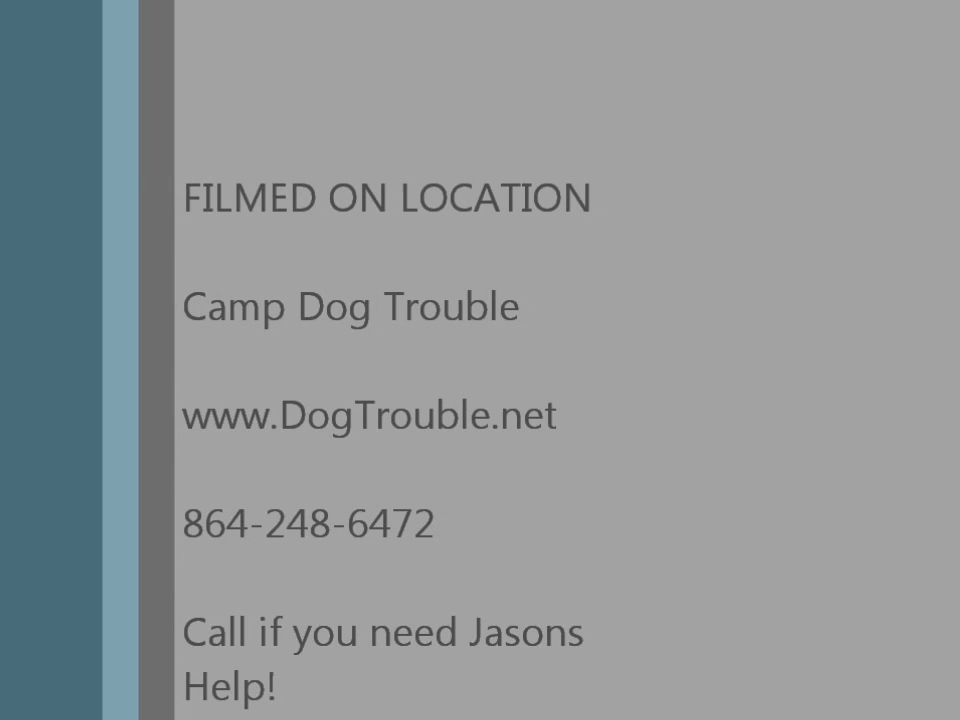 FILMED ON LOCATION
Camp Dog Trouble
www.DogTrouble.net
864-248-6472
Call if you need Jasons
Help!